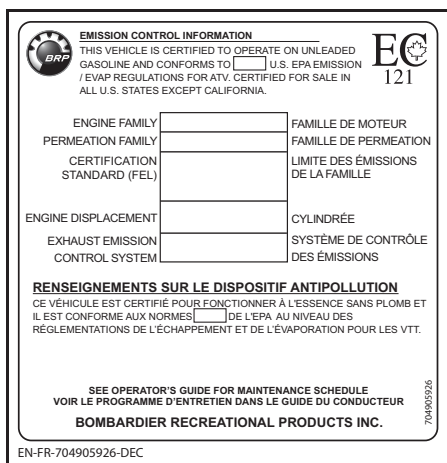 BRP
EMISSION CONTROL INFORMATION
THIS VEHICLE IS CERTIFIED TO OPERATE ON UNLEADED
GASOLINE AND CONFORMS TO U.S. EPA EMISSION
/ EVAP REGULATIONS FOR ATV. CERTIFIED FOR SALE IN
ALL U.S. STATES EXCEPT CALIFORNIA.
EC
121
ENGINE FAMILY FAMILLE DE MOTEUR
PERMEATION FAMILY FAMILLE DE PERMEATION
CERTIFICATION LIMITE DES ÉMISSIONS
STANDARD (FEL) DE LA FAMILLE
ENGINE DISPLACEMENT CYLINDRÉE
EXHAUST EMISSION SYSTÈME DE CONTRÔLE
CONTROL SYSTEM DES ÉMISSIONS
RENSEIGNEMENTS SUR LE DISPOSITIF ANTIPOLLUTION
CE VÉHICULE EST CERTIFIÉ POUR FONCTIONNER À L'ESSENCE SANS PLOMB ET
IL EST CONFORME AUX NORMES DE L'EPA AU NIVEAU DES
RÉGLEMENTATIONS DE L'ÉCHAPPEMENT ET DE L'ÉVAPORATION POUR LES VTT.
SEE OPERATOR'S GUIDE FOR MAINTENANCE SCHEDULE
VOIR LE PROGRAMME D'ENTRETIEN DANS LE GUIDE DU CONDUCTEUR
BOMBARDIER RECREATIONAL PRODUCTS INC.
704905926
EN-FR-704905926-DEC